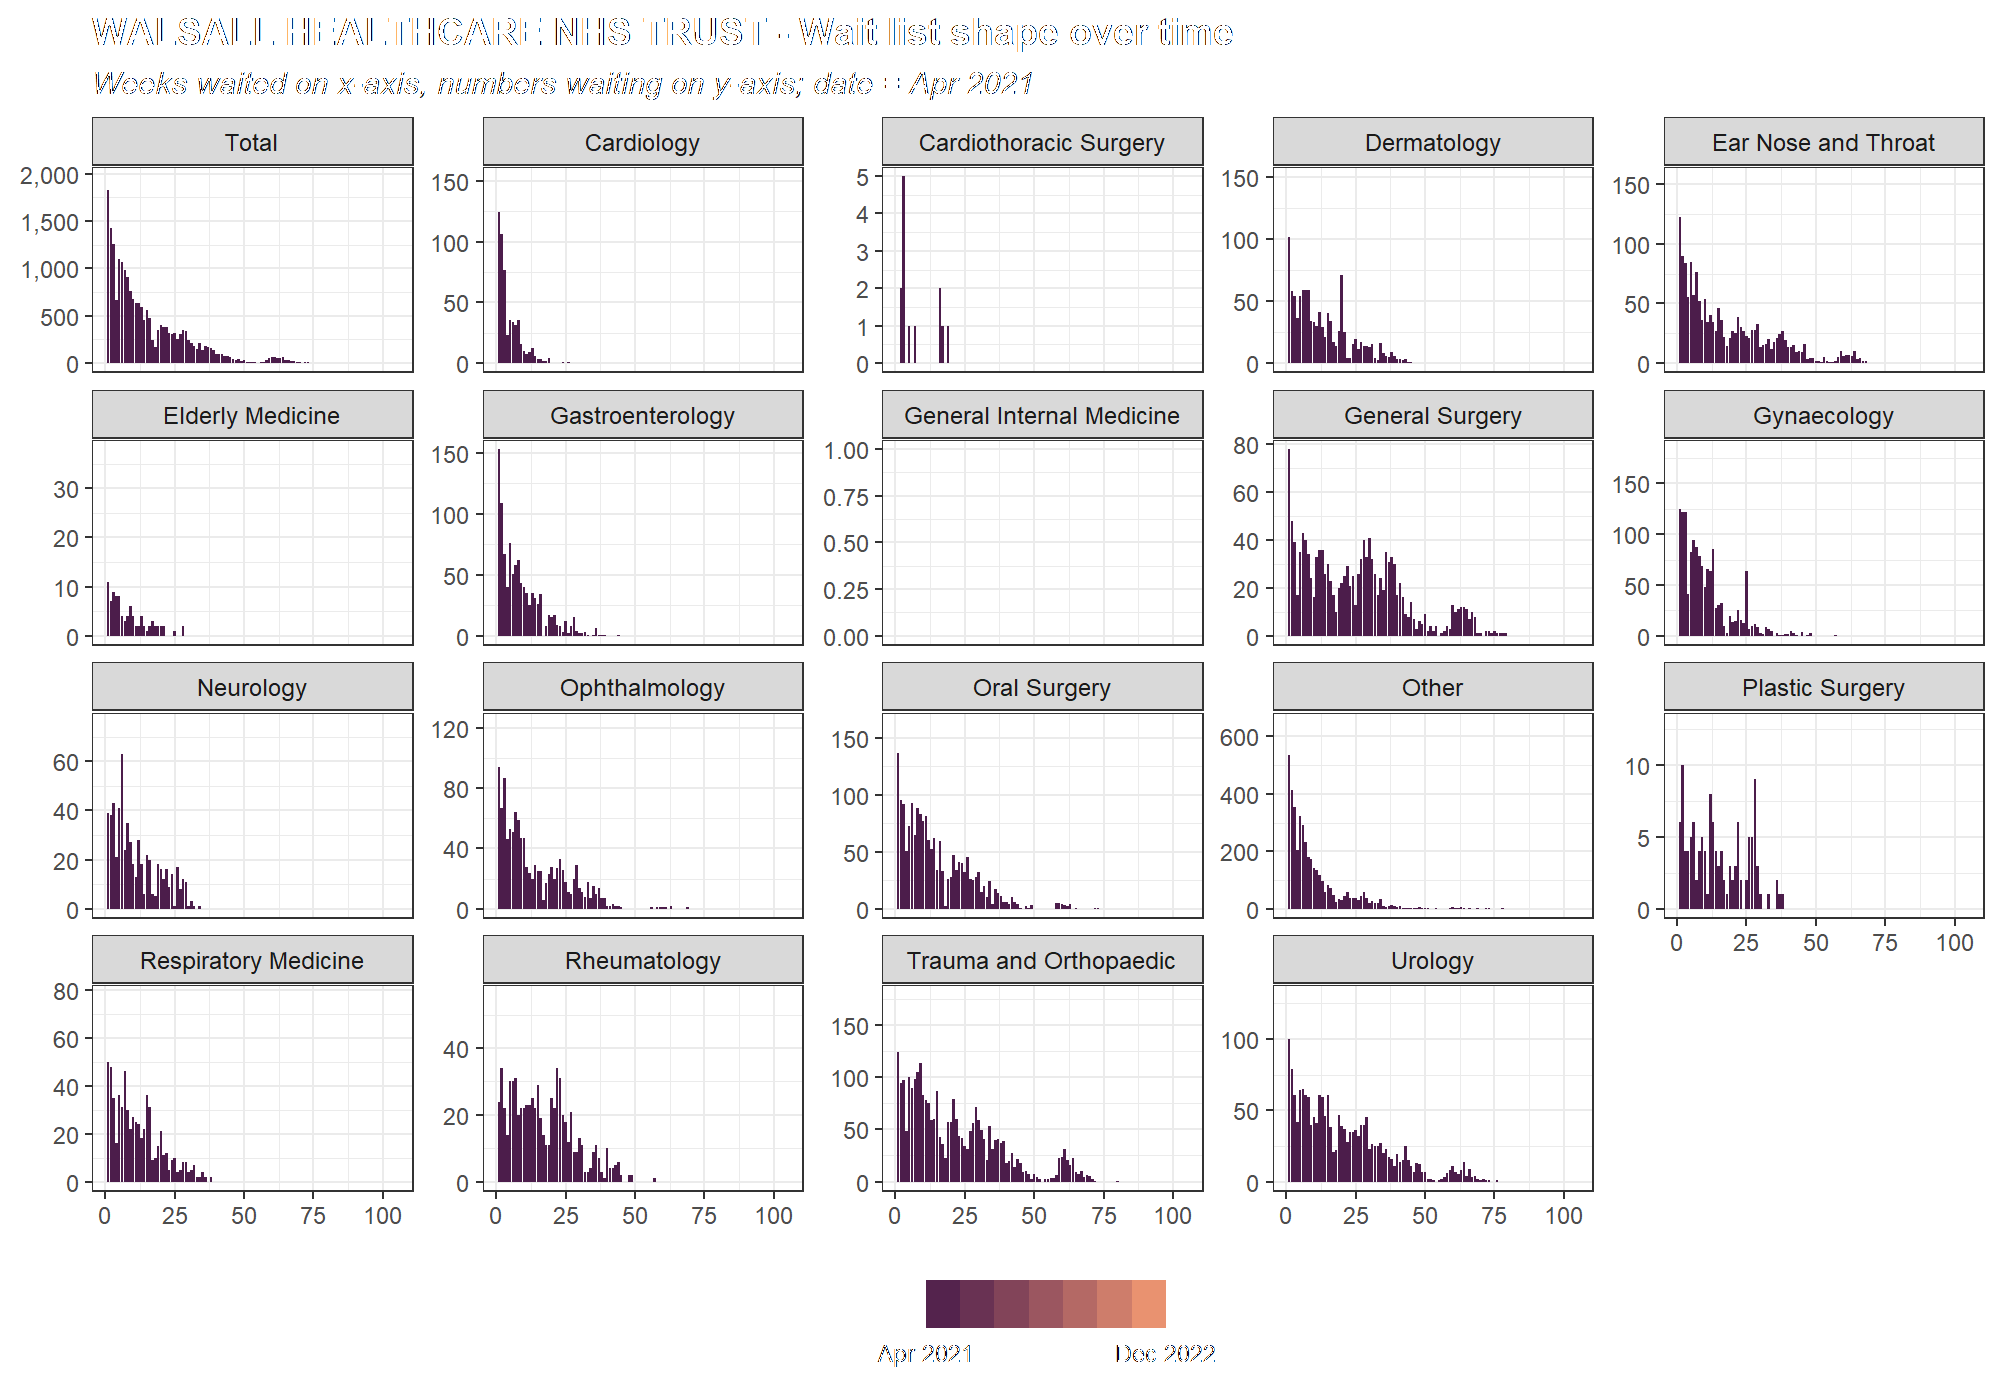 WALSALL HEALTHCARE NHS TRUST - Wait list shape over time
Weeks waited on x-axis, numbers waiting on y-axis; date = Apr 2021
Total
Cardiology
Cardiothoracic Surgery
Dermatology
Ear Nose and Throat
2,000
1,500
1,000
500
0
150
100
50
0
5
4
3
2
1
0
150
100
50
0
150
100
50
0
Elderly Medicine
Gastroenterology
General Internal Medicine
General Surgery
Gynaecology
30
20
10
0
150
100
50
0
1.00
0.75
0.50
0.25
0.00
80
60
40
20
0
150
100
50
0
Neurology
Ophthalmology
Oral Surgery
Other
Plastic Surgery
60
40
20
0
120
80
40
0
150
100
50
0
600
400
200
0
10
5
0
0 25 50 75 100
Respiratory Medicine
Rheumatology
Trauma and Orthopaedic
Urology
80
60
40
20
0
40
20
0
150
100
50
0
100
50
0
0 25 50 75 100
0 25 50 75 100
0 25 50 75 100
0 25 50 75 100
Apr 2021
Dec 2022